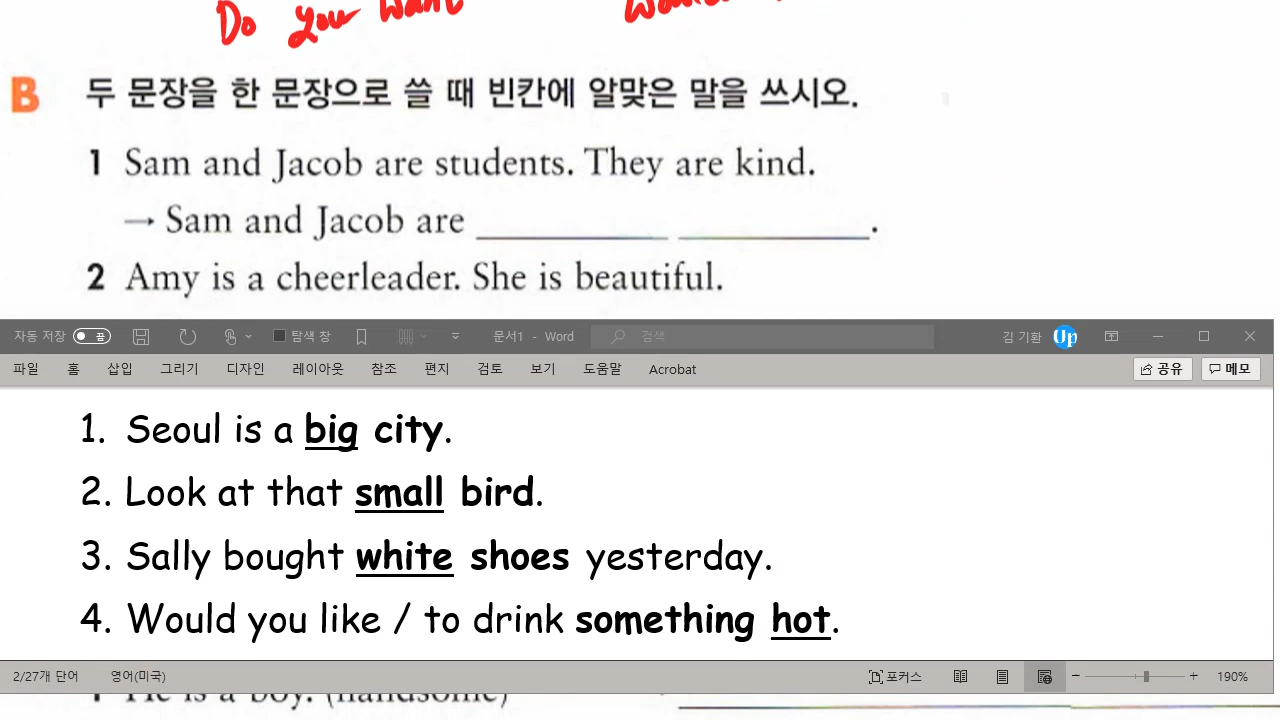 Do you want
B 두 문장을 한 문장으로 쓸 때 빈칸에 알맞은 말을 쓰시오.
1 Sam and Jacob are students. They are kind.
→ Sam and Jacob are ________ ________.
2 Amy is a cheerleader. She is beautiful.
자동 저장 끔 탐색 창 문서1 - Word 검색 김 기환 Up
파일 홈 삽입 그리기 디자인 레이아웃 참조 편지 검토 보기 도움말 Acrobat 공유 메모
1. Seoul is a big city.
2. Look at that small bird.
3. Sally bought white shoes yesterday.
4. Would you like / to drink something hot.
2/27개 단어 영어(미국) 포커스 190%
He is a boy. (handsome)